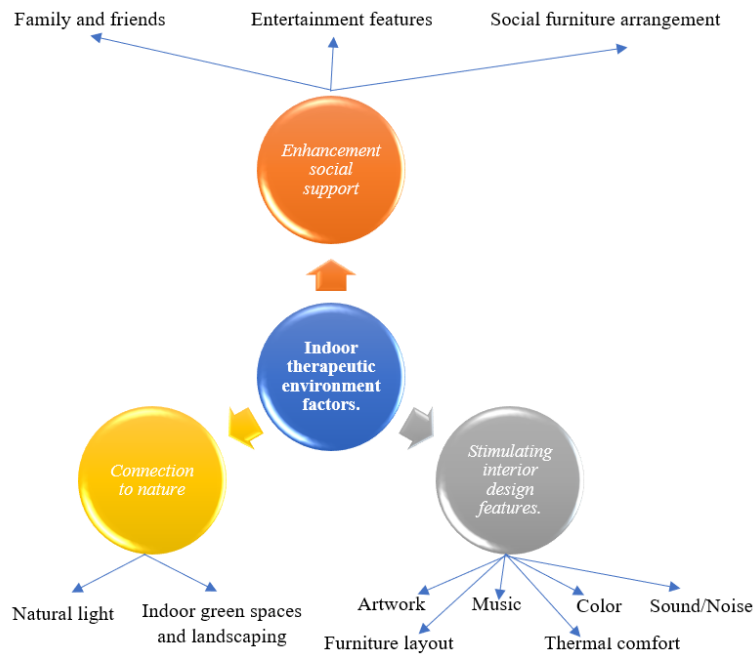 Family and friends
Entertainment features
Social furniture arrangement
Enhancement
social
support
Indoor
therapeutic
environment
factors.
Connection
to nature
Stimulating
interior
design
features.
Natural light
Indoor green spaces
and landscaping
Artwork
Music
Color
Sound/Noise
Furniture layout
Thermal comfort